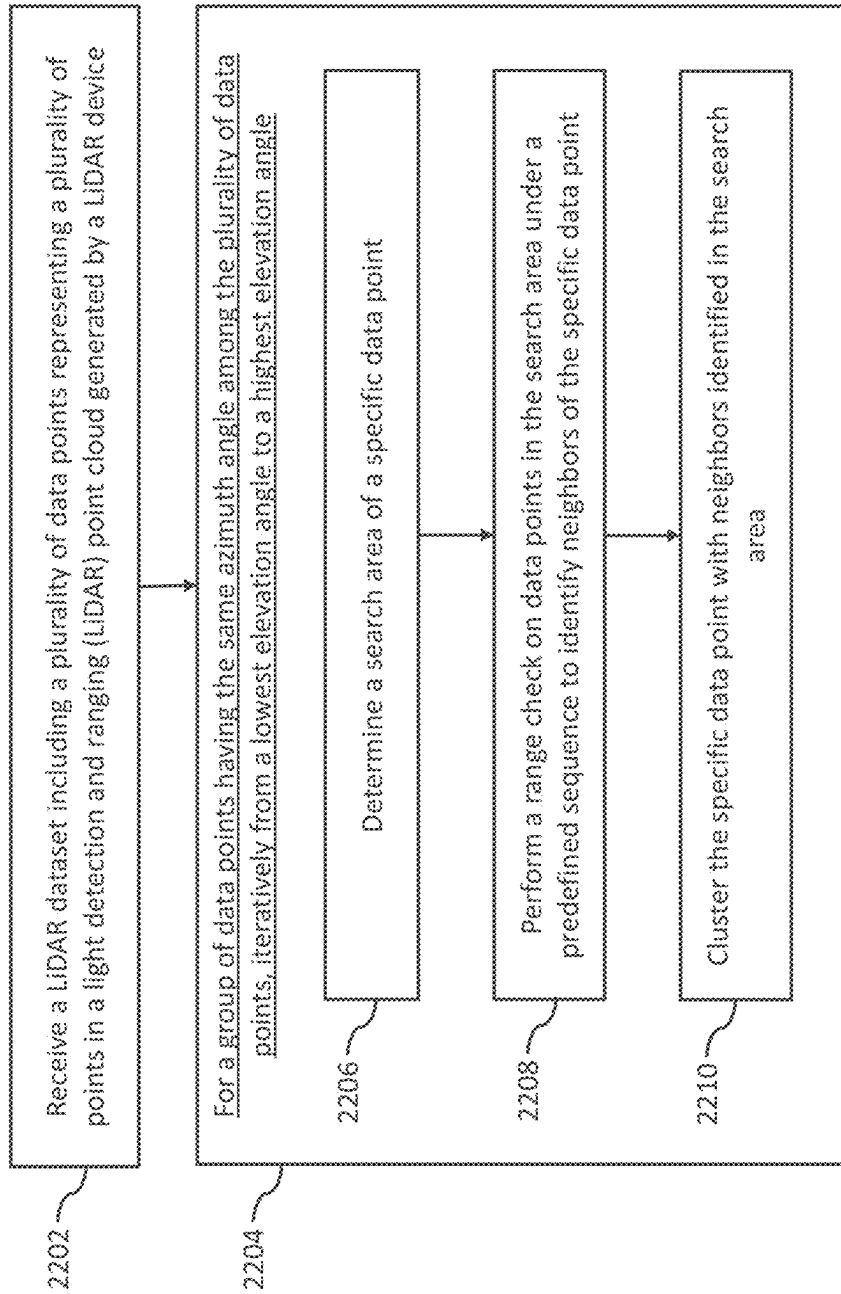 2202
Receive a LiDAR dataset including a plurality of data points representing a plurality of
points in a light detection and ranging (LiDAR) point cloud generated by a LiDAR device
2204
For a group of data points having the same azimuth angle among the plurality of data
points, iteratively from a lowest elevation angle to a highest elevation angle
2206
Determine a search area of a specific data point
2208
Perform a range check on data points in the search area under a
predefined sequence to identify neighbors of the specific data point
2210
Cluster the specific data point with neighbors identified in the search
area